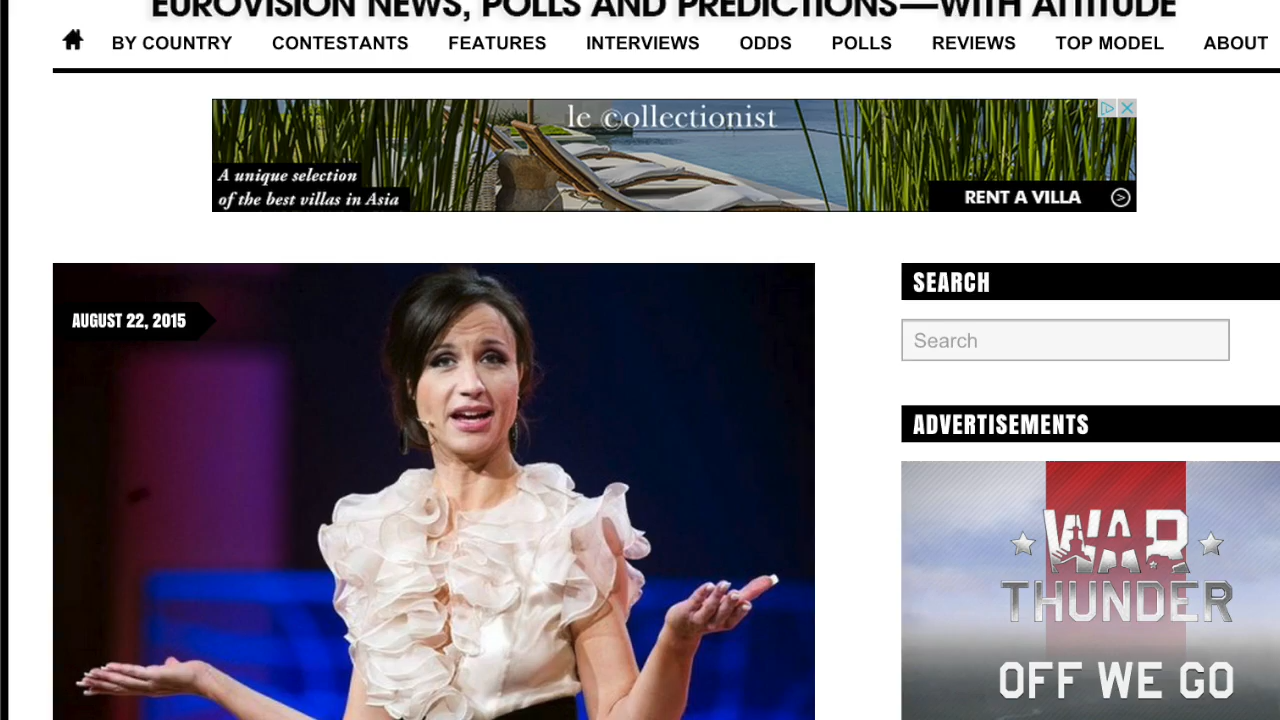 EUROVISION NEWS, POLLS AND PREDICTIONS—WITH ATTITUDE
BY COUNTRY CONTESTANTS FEATURES INTERVIEWS ODDS POLLS REVIEWS TOP MODEL ABOUT
le ©ollectionist
A unique selection
of the best villas in Asia
RENT A VILLA
AUGUST 22, 2015
SEARCH
Search
ADVERTISEMENTS
WAR
THUNDER
OFF WE GO